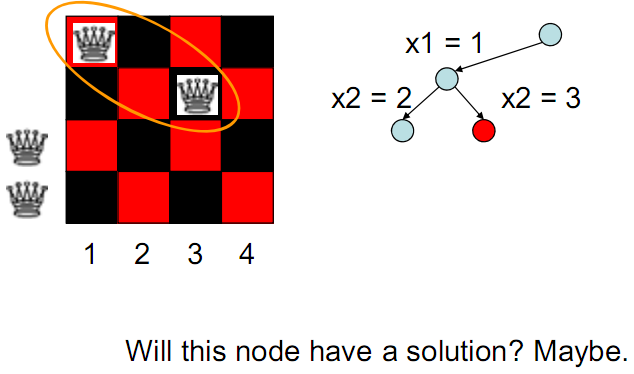 x1 = 1
x2 = 2
x2 = 3
1 2 3 4
Will this node have a solution? Maybe.